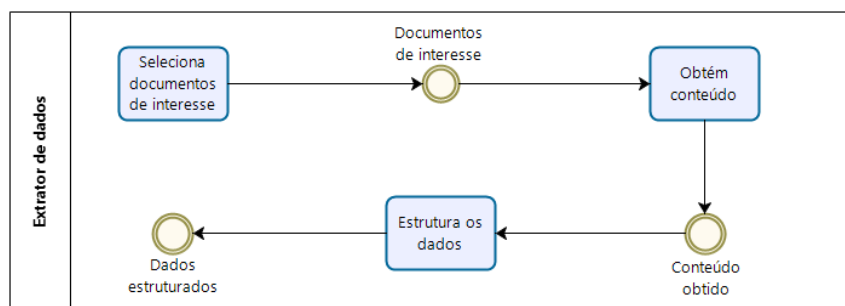 Extrator de dados
Seleciona
documentos
de interesse
Documentos
de interesse
Obtém
conteúdo
Conteúdo
obtido
Estrutura os
dados
Dados
estruturados